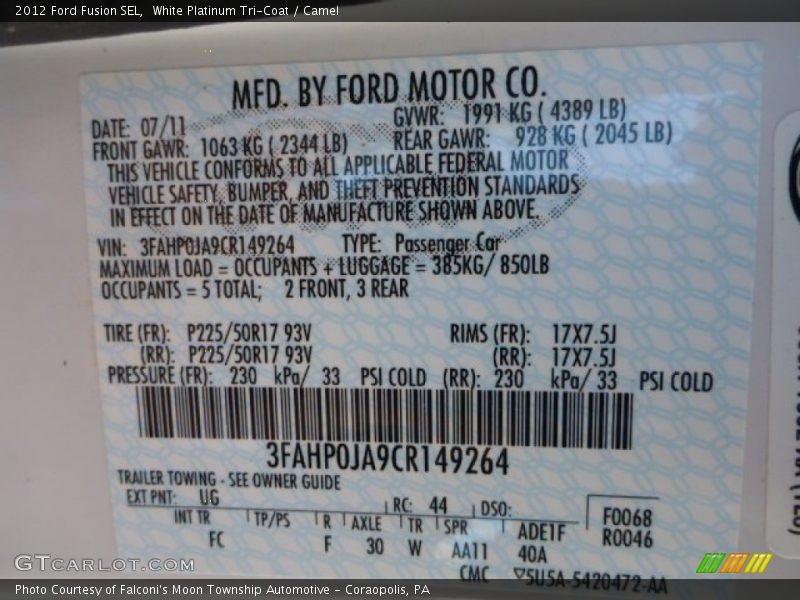 2012 Ford Fusion SEL,  White Platinum Tri-Coat / Camel
MFD. BY FORD MOTOR CO.
DATE: 07/11 GVWR: 1991 KG ( 4389 LB)
FRONT GAWR: 1063 KG ( 2344 LB) REAR GAWR: 928 KG ( 2045 LB)
THIS VEHICLE CONFORMS TO ALL APPLICABLE FEDERAL MOTOR
VEHICLE SAFETY, BUMPER, AND THEFT PREVENTION STANDARDS
IN EFFECT ON THE DATE OF MANUFACTURE SHOWN ABOVE.
VIN: 3FAHP0JA9CR149264 TYPE: Passenger Car
MAXIMUM LOAD = OCCUPANTS + LUGGAGE = 385KG/ 850LB
OCCUPANTS = 5 TOTAL; 2 FRONT, 3 REAR
TIRE (FR): P225/50R17 93V RIMS (FR): 17X7.5J
(RR): P225/50R17 93V (RR): 17X7.5J
PRESSURE (FR): 230 kPa/ 33 PSI COLD (RR): 230 kPa/ 33 PSI COLD
3FAHP0JA9CR149264
TRAILER TOWING - SEE OWNER GUIDE
EXT PNT: UG RC: 44 DSO: F0068
INT TR TP/PS R AXLE TR SPR ADE1F R0046
FC F 30 W AA11 40A
CMC ▽5U5A-5420472-AA
GTCARLOT.COM
Photo Courtesy of Falconi's Moon Township Automotive - Coraopolis, PA